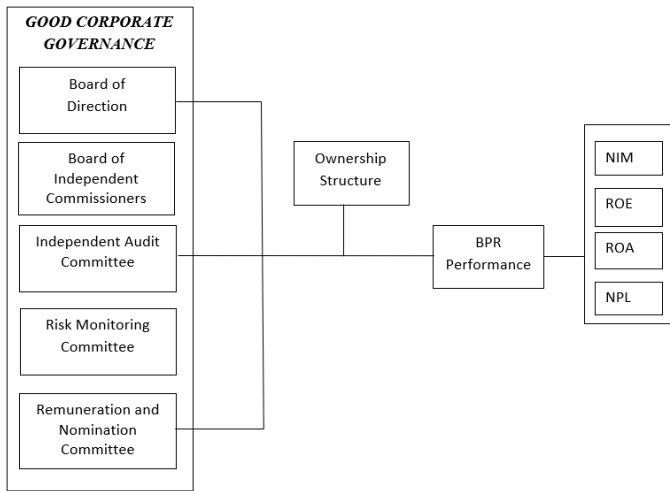 GOOD CORPORATE
GOVERNANCE
Board of
Direction
Board of
Independent
Commissioners
Independent Audit
Committee
Risk Monitoring
Committee
Remuneration and
Nomination
Committee
Ownership
Structure
BPR
Performance
NIM
ROE
ROA
NPL